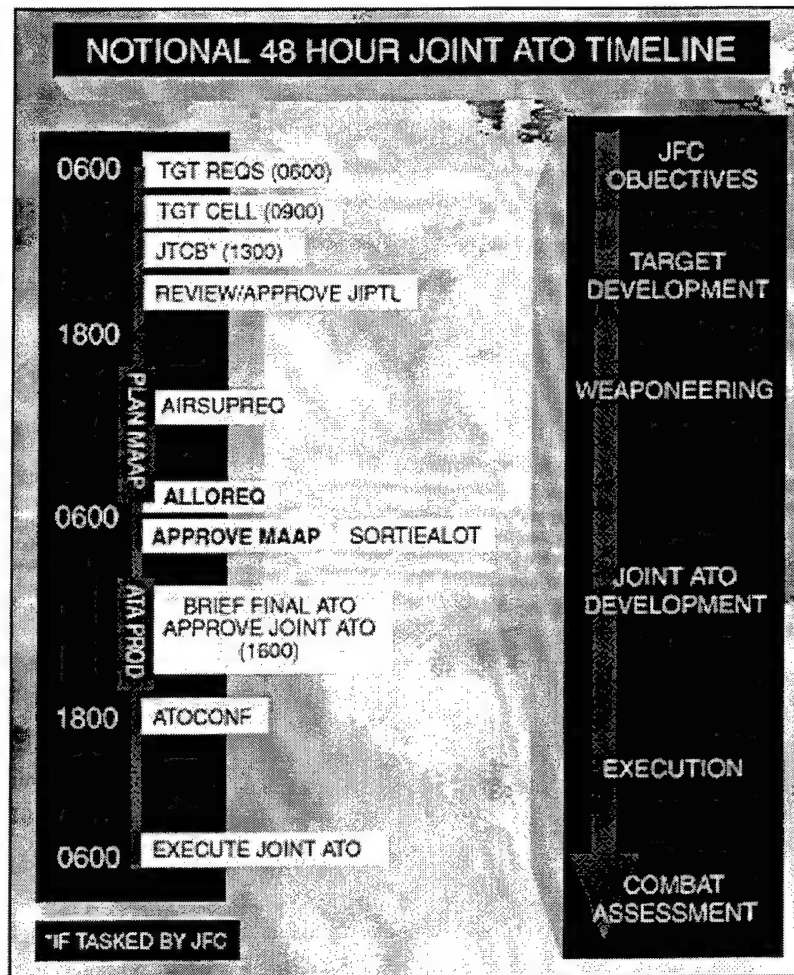 NOTIONAL 48 HOUR JOINT ATO TIMELINE
0600
TGT REQS (0600)
TGT CELL (0900)
JTCB* (1300)
REVIEW/APPROVE JIPTL
1800
PLAN MAAP
AIRSUPREQ
ALLOREQ
0600
APPROVE MAAP SORTIEALOT
ATA PROD
BRIEF FINAL ATO
APPROVE JOINT ATO
(1600)
1800
ATOCONF
0600
EXECUTE JOINT ATO
*IF TASKED BY JFC
JFC
OBJECTIVES
TARGET
DEVELOPMENT
WEAPONEERING
JOINT ATO
DEVELOPMENT
EXECUTION
COMBAT
ASSESSMENT